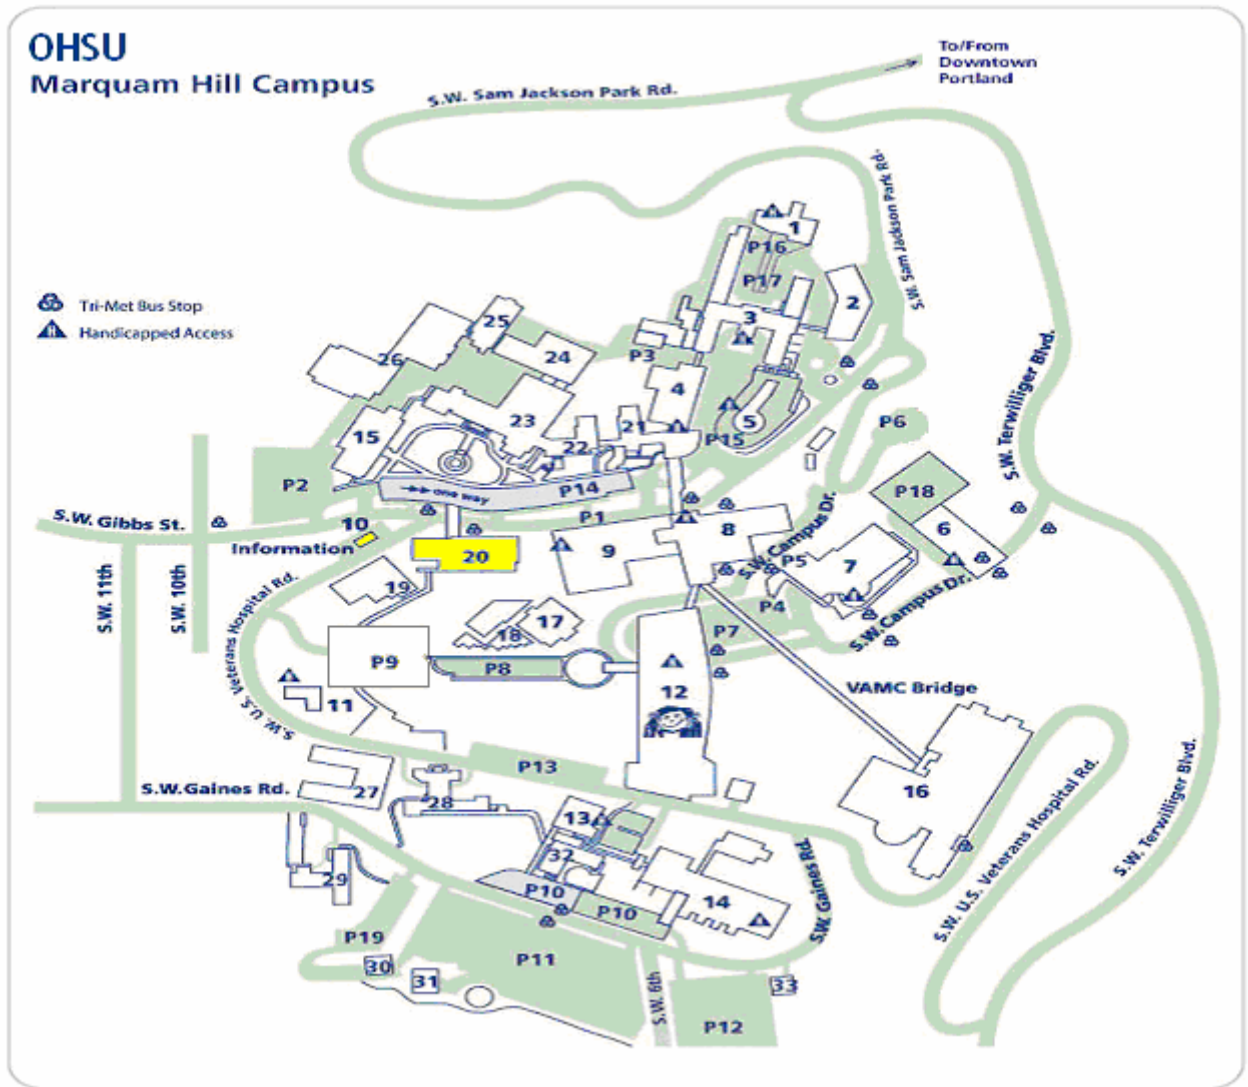 OHSU
Marquam Hill Campus
To/From
Downtown
Portland
S.W. Sam Jackson Park Rd.
S.W. Sam Jackson Park Rd.
1
P16
P17
2
Tri-Met Bus Stop
Handicapped Access
25
3
26
24
P3
4
S.W. Terwilliger Blvd.
23
21
5
P6
15
22
P15
P2
one way
P14
P18
S.W. Gibbs St.
10
P1
8
6
Information
20
9
S.W. Campus Dr.
P5
7
S.W. 11th
S.W. 10th
19
S.W. Campus Dr.
P4
S.W. U.S. Veterans Hospital Rd.
18
17
P7
P9
P8
12
VAMC Bridge
11
P13
S.W.Gaines Rd.
27
28
16
13
S.W. U.S. Veterans Hospital Rd.
S.W. Terwilliger Blvd.
32
29
P10
P10
14
S.W. Gaines Rd.
P19
P11
30
31
S.W. 6th
33
P12